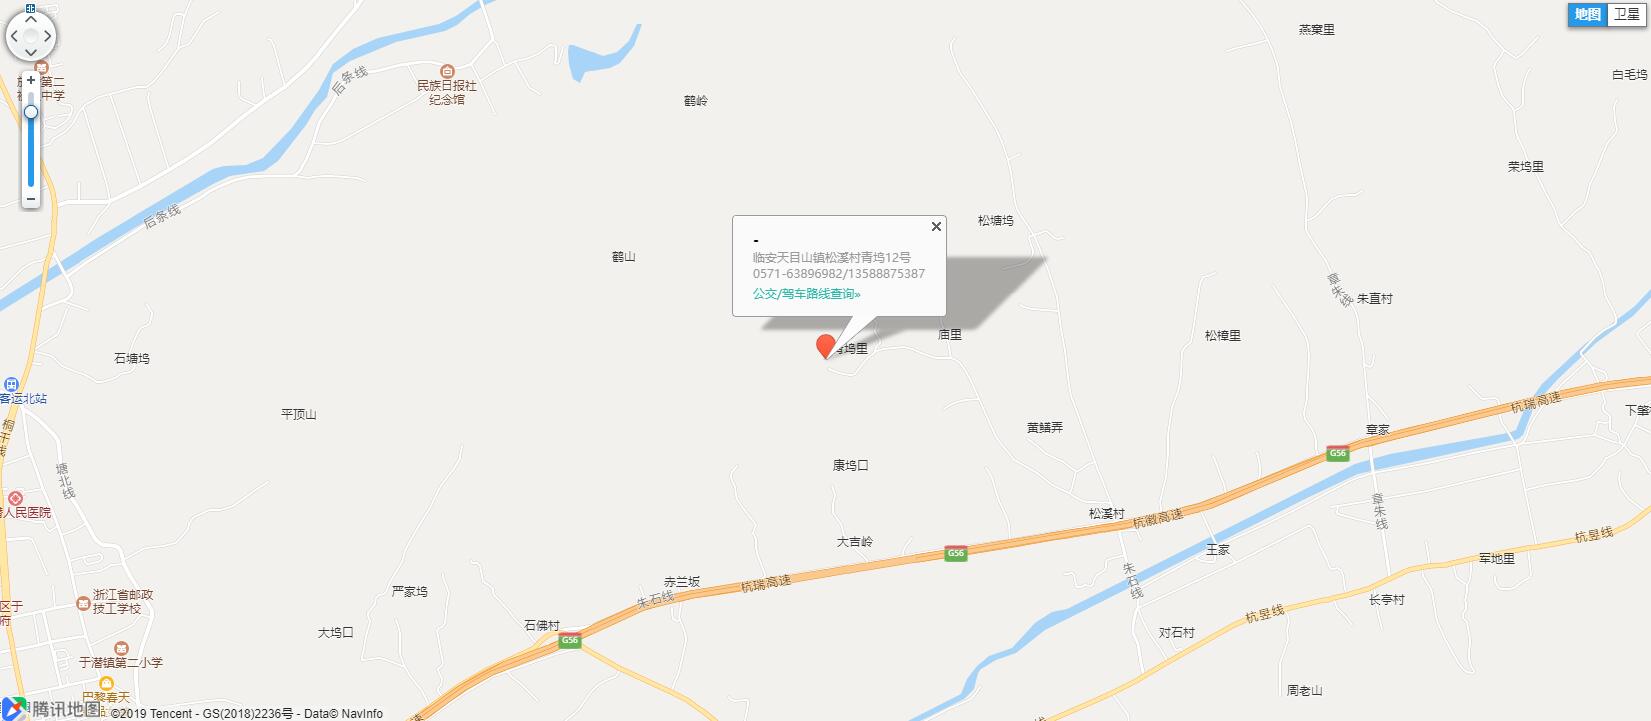 北
地图 卫星
燕窠里
白毛坞
第二
中学
后条线
民族日报社
纪念馆
鹤岭
荣坞里
后条线
松塘坞
鹤山
-
临安天目山镇松溪村青坞12号
0571-63896982/13588875387
公交/驾车路线查询»
章朱线
朱直村
庙里
松樟里
坞里
石塘坞
客运北站
平顶山
杭瑞高速
下肇
桐千线
黄鳝弄
章家
G56
康坞口
塘北线
人民医院
松溪村
杭徽高速
章朱线
杭昱线
大吉岭
G56
王家
军地里
赤兰坂
杭瑞高速
朱石线
严家坞
朱石线
长亭村
浙江省邮政
技工学校
区于
府
杭昱线
大坞口
石佛村
G56
对石村
于潜镇第二小学
巴黎春天
周老山
腾讯地图
©2019 Tencent - GS(2018)2236号 - Data© NavInfo
速
线